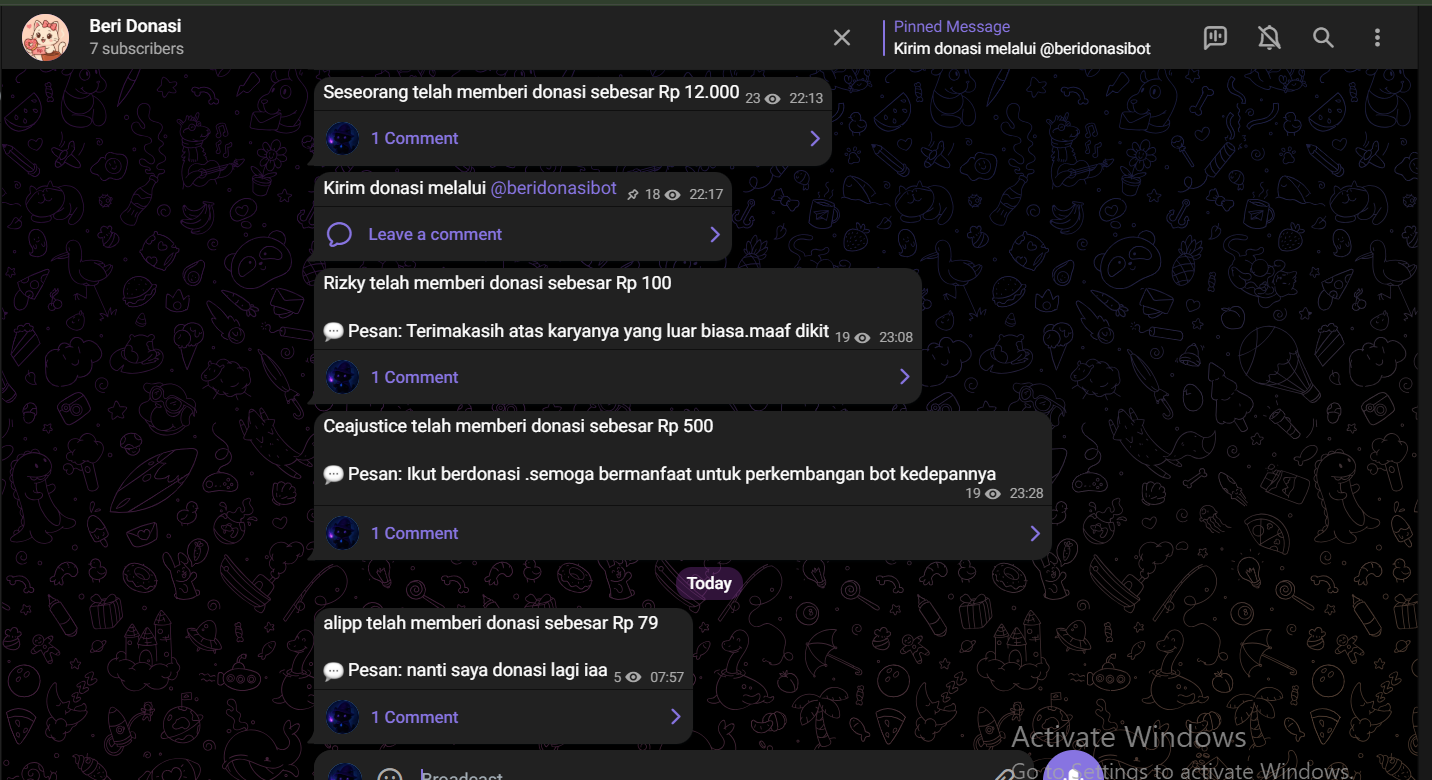 Beri Donasi
7 subscribers
Pinned Message
Kirim donasi melalui @beridonasibot
Seseorang telah memberi donasi sebesar Rp 12.000 23 22:13
1 Comment
Kirim donasi melalui @beridonasibot 18 22:17
Leave a comment
Rizky telah memberi donasi sebesar Rp 100
💬 Pesan: Terimakasih atas karyanya yang luar biasa.maaf dikit 19 23:08
1 Comment
Ceajustice telah memberi donasi sebesar Rp 500
💬 Pesan: Ikut berdonasi .semoga bermanfaat untuk perkembangan bot kedepannya
19 23:28
1 Comment
Today
alipp telah memberi donasi sebesar Rp 79
💬 Pesan: nanti saya donasi lagi iaa 5 07:57
1 Comment
Activate Windows
Broadcast
Go to Settings to activate Windows.